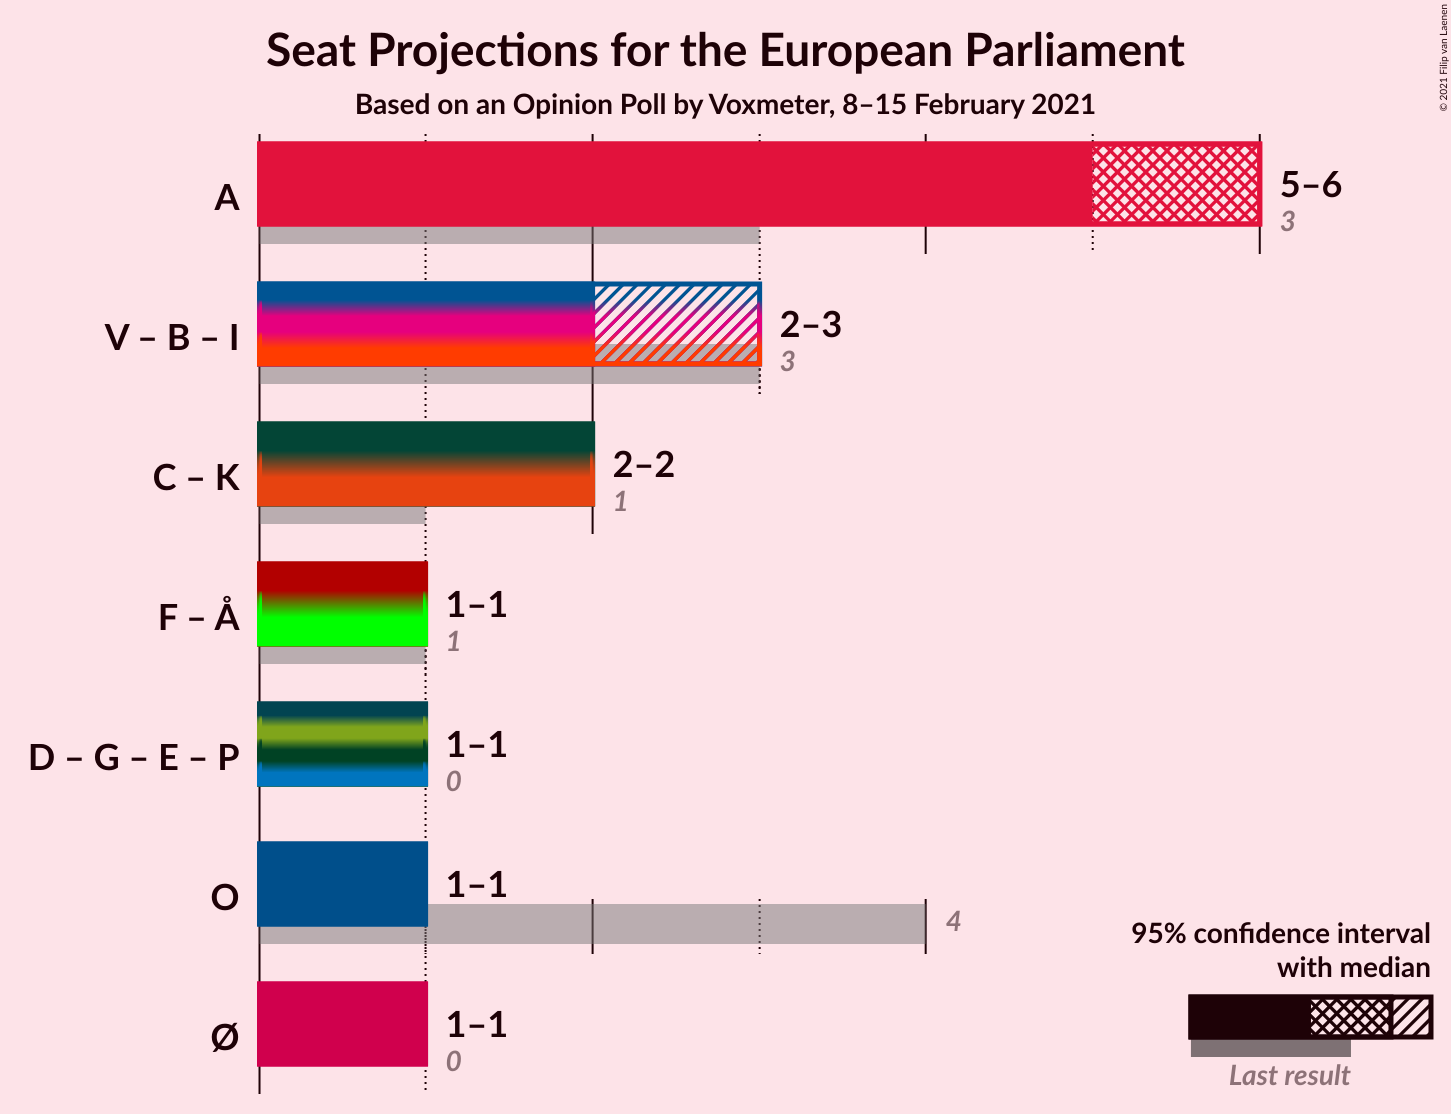 Seat Projections for the European Parliament
Based on an Opinion Poll by Voxmeter, 8–15 February 2021
© 2021 Filip van Laenen
A
5–6
3
V – B – I
2–3
3
C – K
2–2
1
F – Å
1–1
1
D – G – E – P
1–1
0
O
1–1
4
Ø
1–1
0
95% confidence interval
with median
Last result